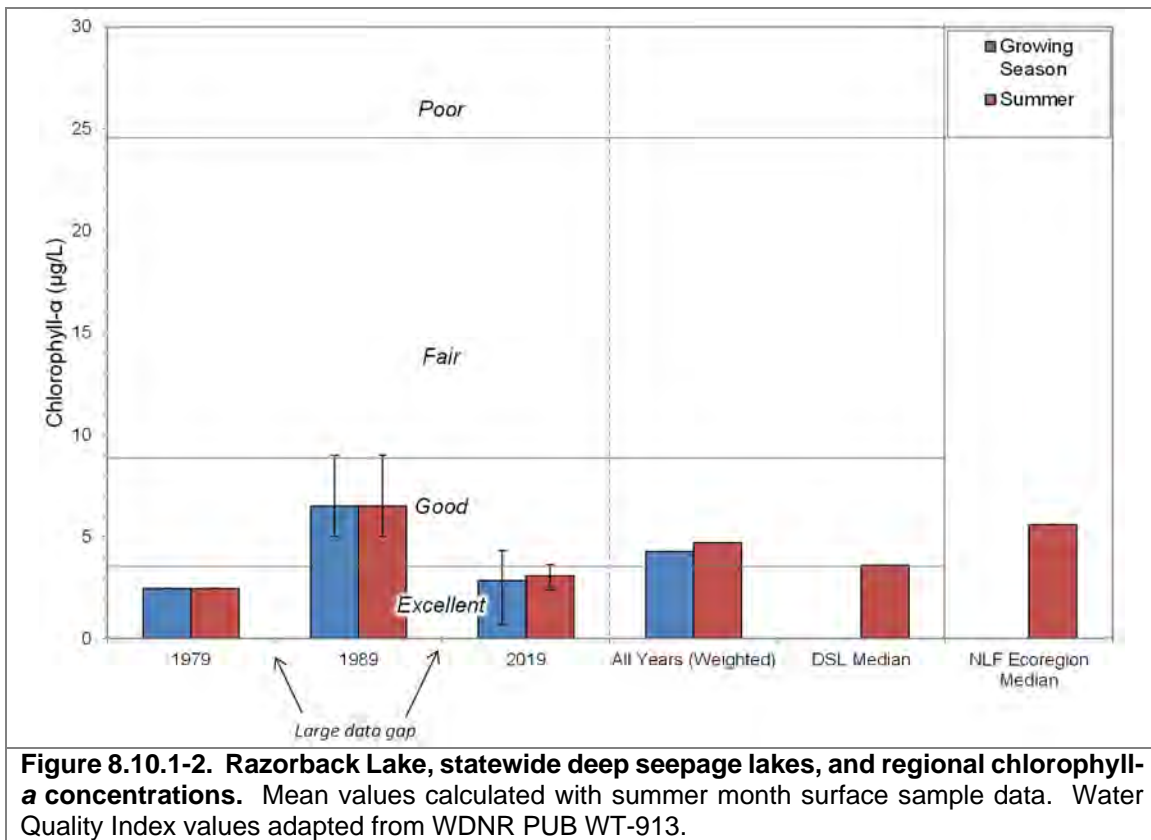 30
25
20
15
10
5
0
Chlorophyll-α (µg/L)
Poor
Fair
Good
Excellent
Growing
Season
Summer
1979
1989
2019
All Years (Weighted)
DSL Median
NLF Ecoregion
Median
Large data gap
Figure 8.10.1-2. Razorback Lake, statewide deep seepage lakes, and regional chlorophyll-
a concentrations. Mean values calculated with summer month surface sample data. Water
Quality Index values adapted from WDNR PUB WT-913.